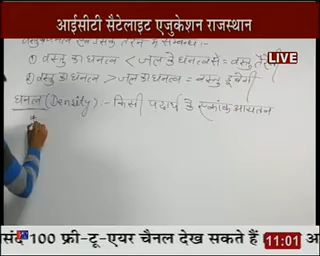 आईसीटी सैटेलाइट एजुकेशन राजस्थान
LIVE
① वस्तु का घनत्व < जल के घनत्व से = वस्तु तैरेगी
② वस्तु का घनत्व > जल का घनत्व = वस्तु डूबेगी
घनत्व (Density) :- किसी पदार्थ के एकांक आयतन
संद 100 फ्री-टू-एयर चैनल देख सकते हैं
11:01